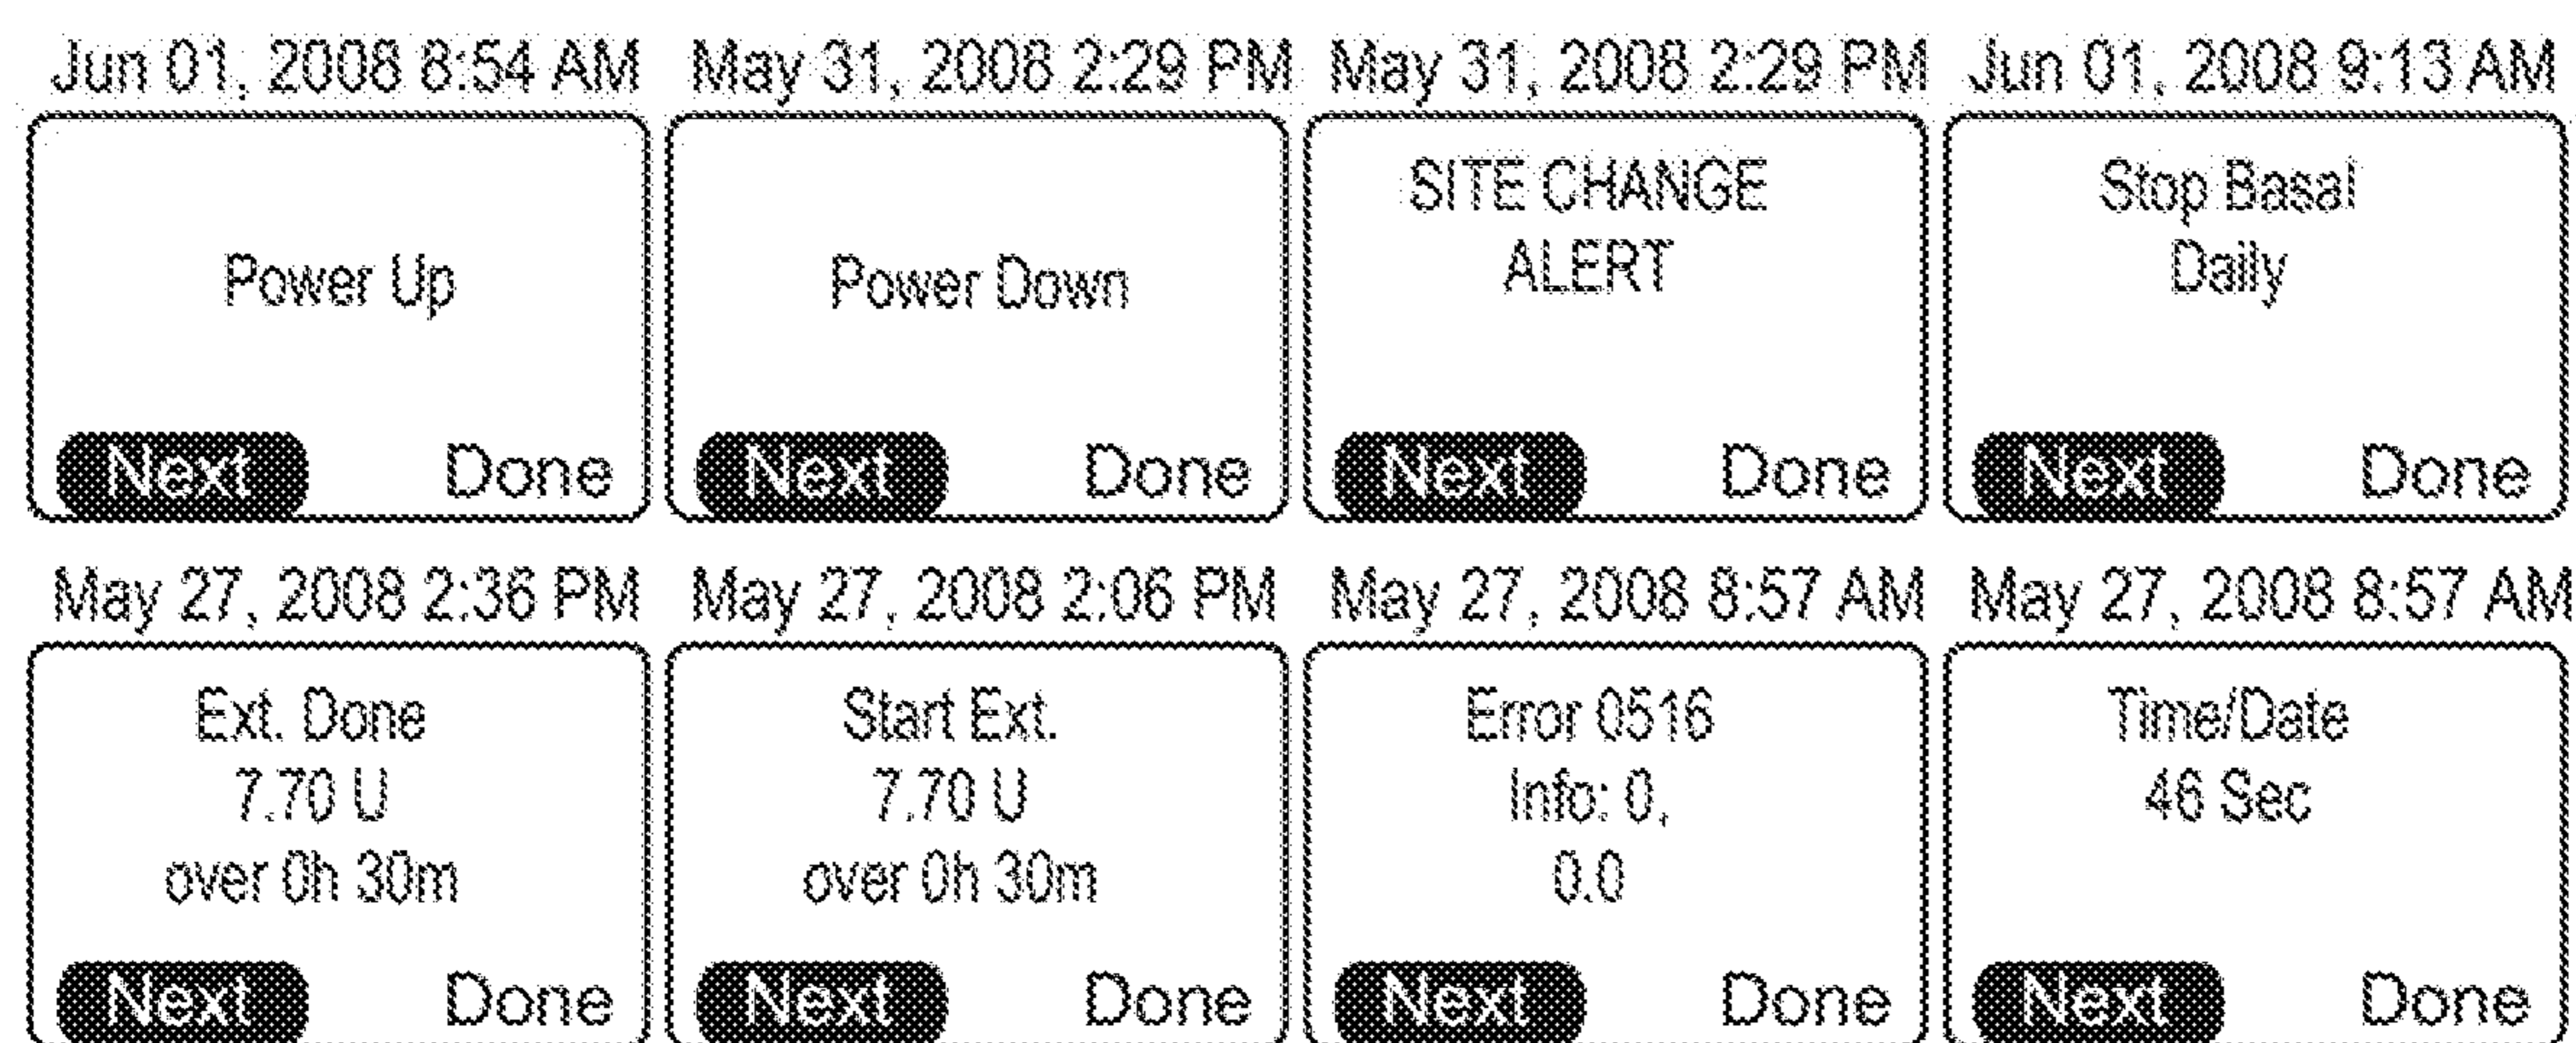 Jun 01, 2008 8:54 AM
Power Up
Next Done
May 31, 2008 2:29 PM
Power Down
Next Done
May 31, 2008 2:29 PM
SITE CHANGE
ALERT
Next Done
Jun 01, 2008 9:13 AM
Stop Basal
Daily
Next Done
May 27, 2008 2:36 PM
Ext. Done
7.70 U
over 0h 30m
Next Done
May 27, 2008 2:06 PM
Start Ext.
7.70 U
over 0h 30m
Next Done
May 27, 2008 8:57 AM
Error 0516
Info: 0,
0.0
Next Done
May 27, 2008 8:57 AM
Time/Date
46 Sec
Next Done